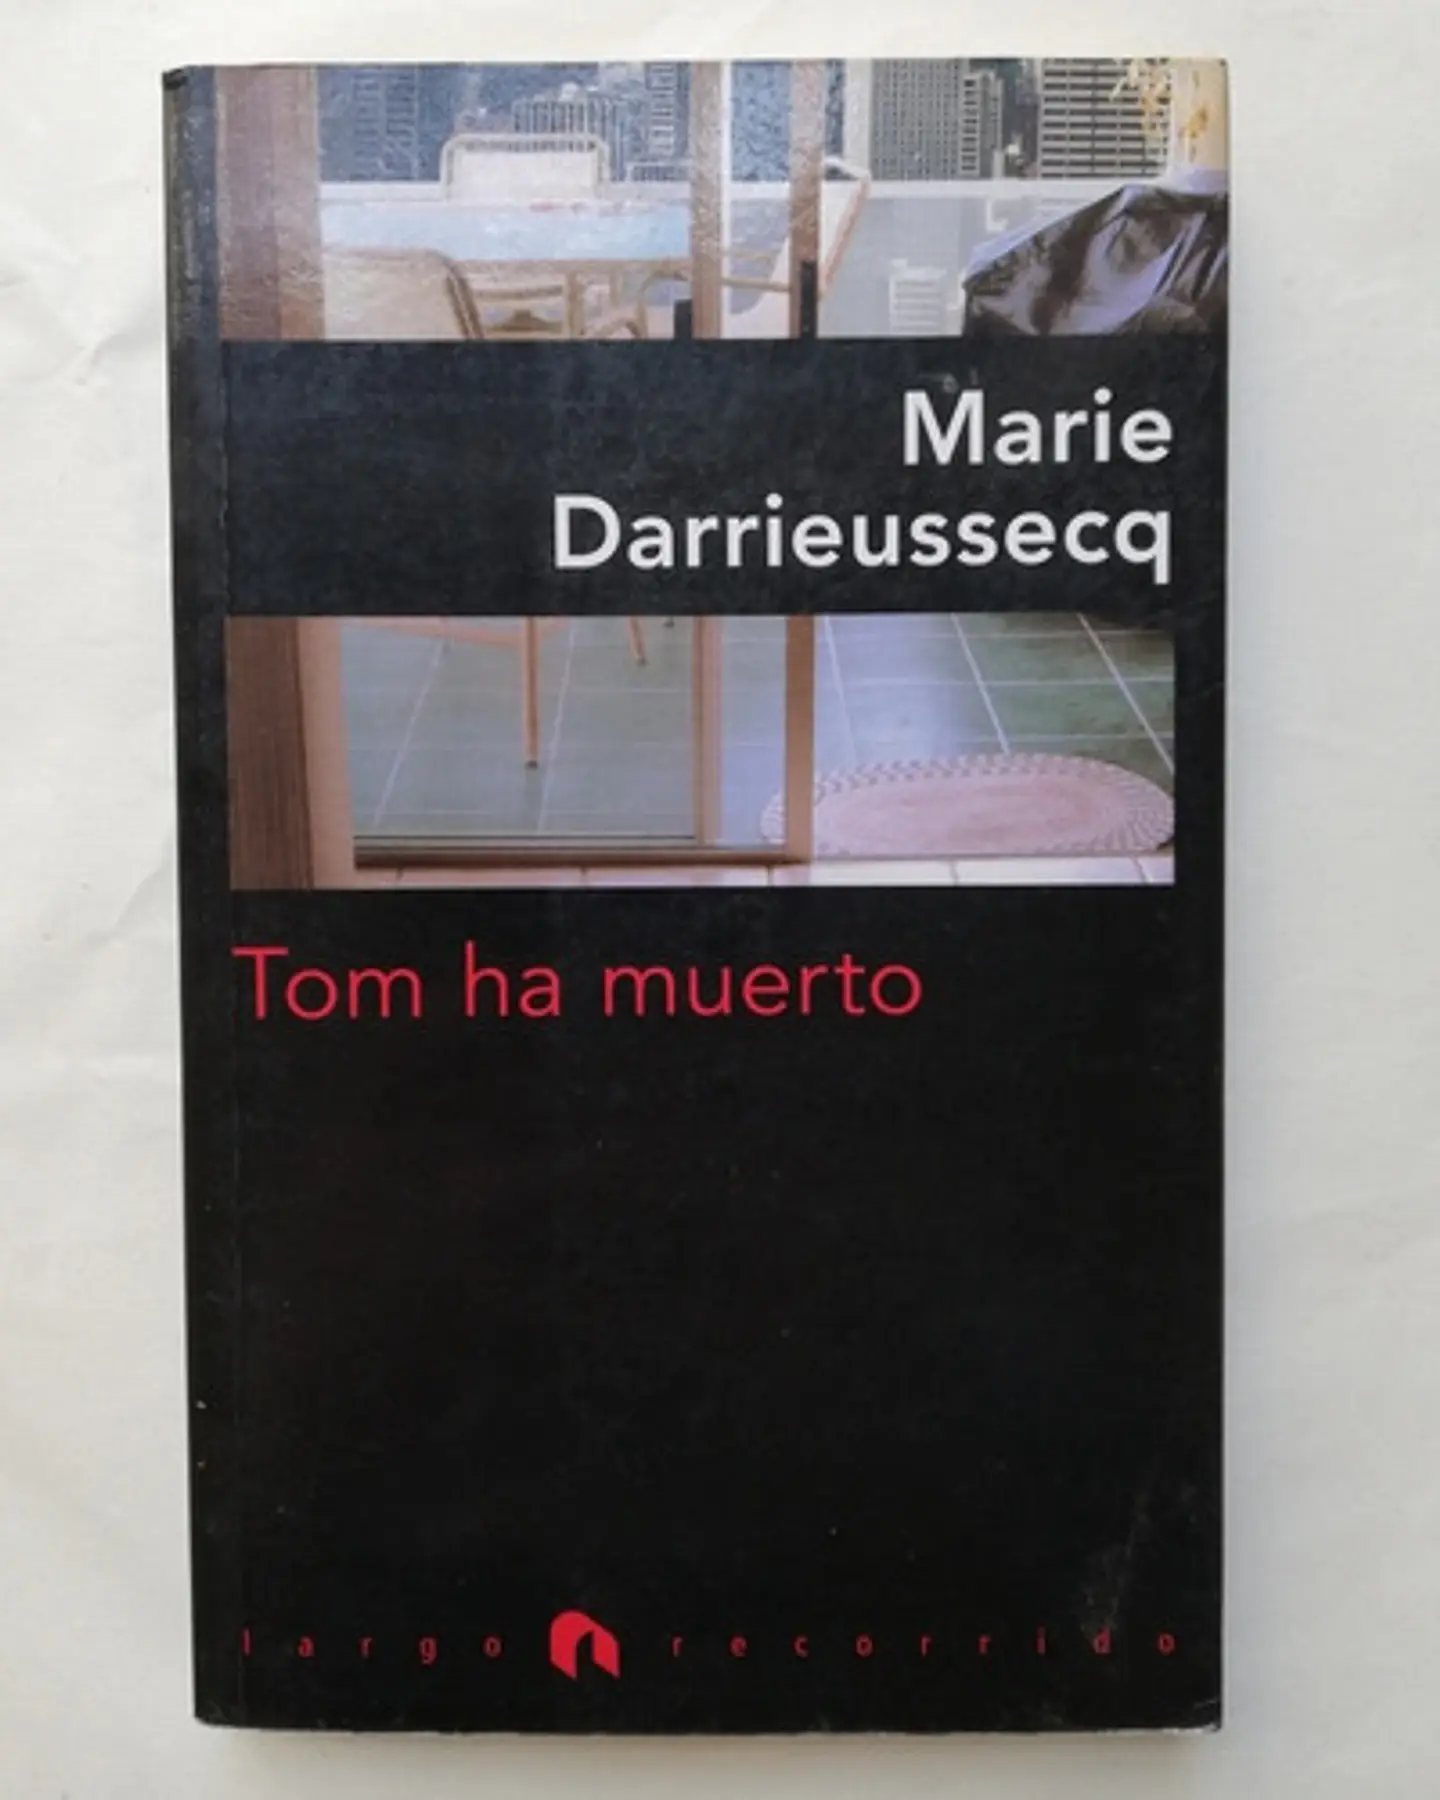 Marie
Darrieussecq
Tom ha muerto
largo recorrido